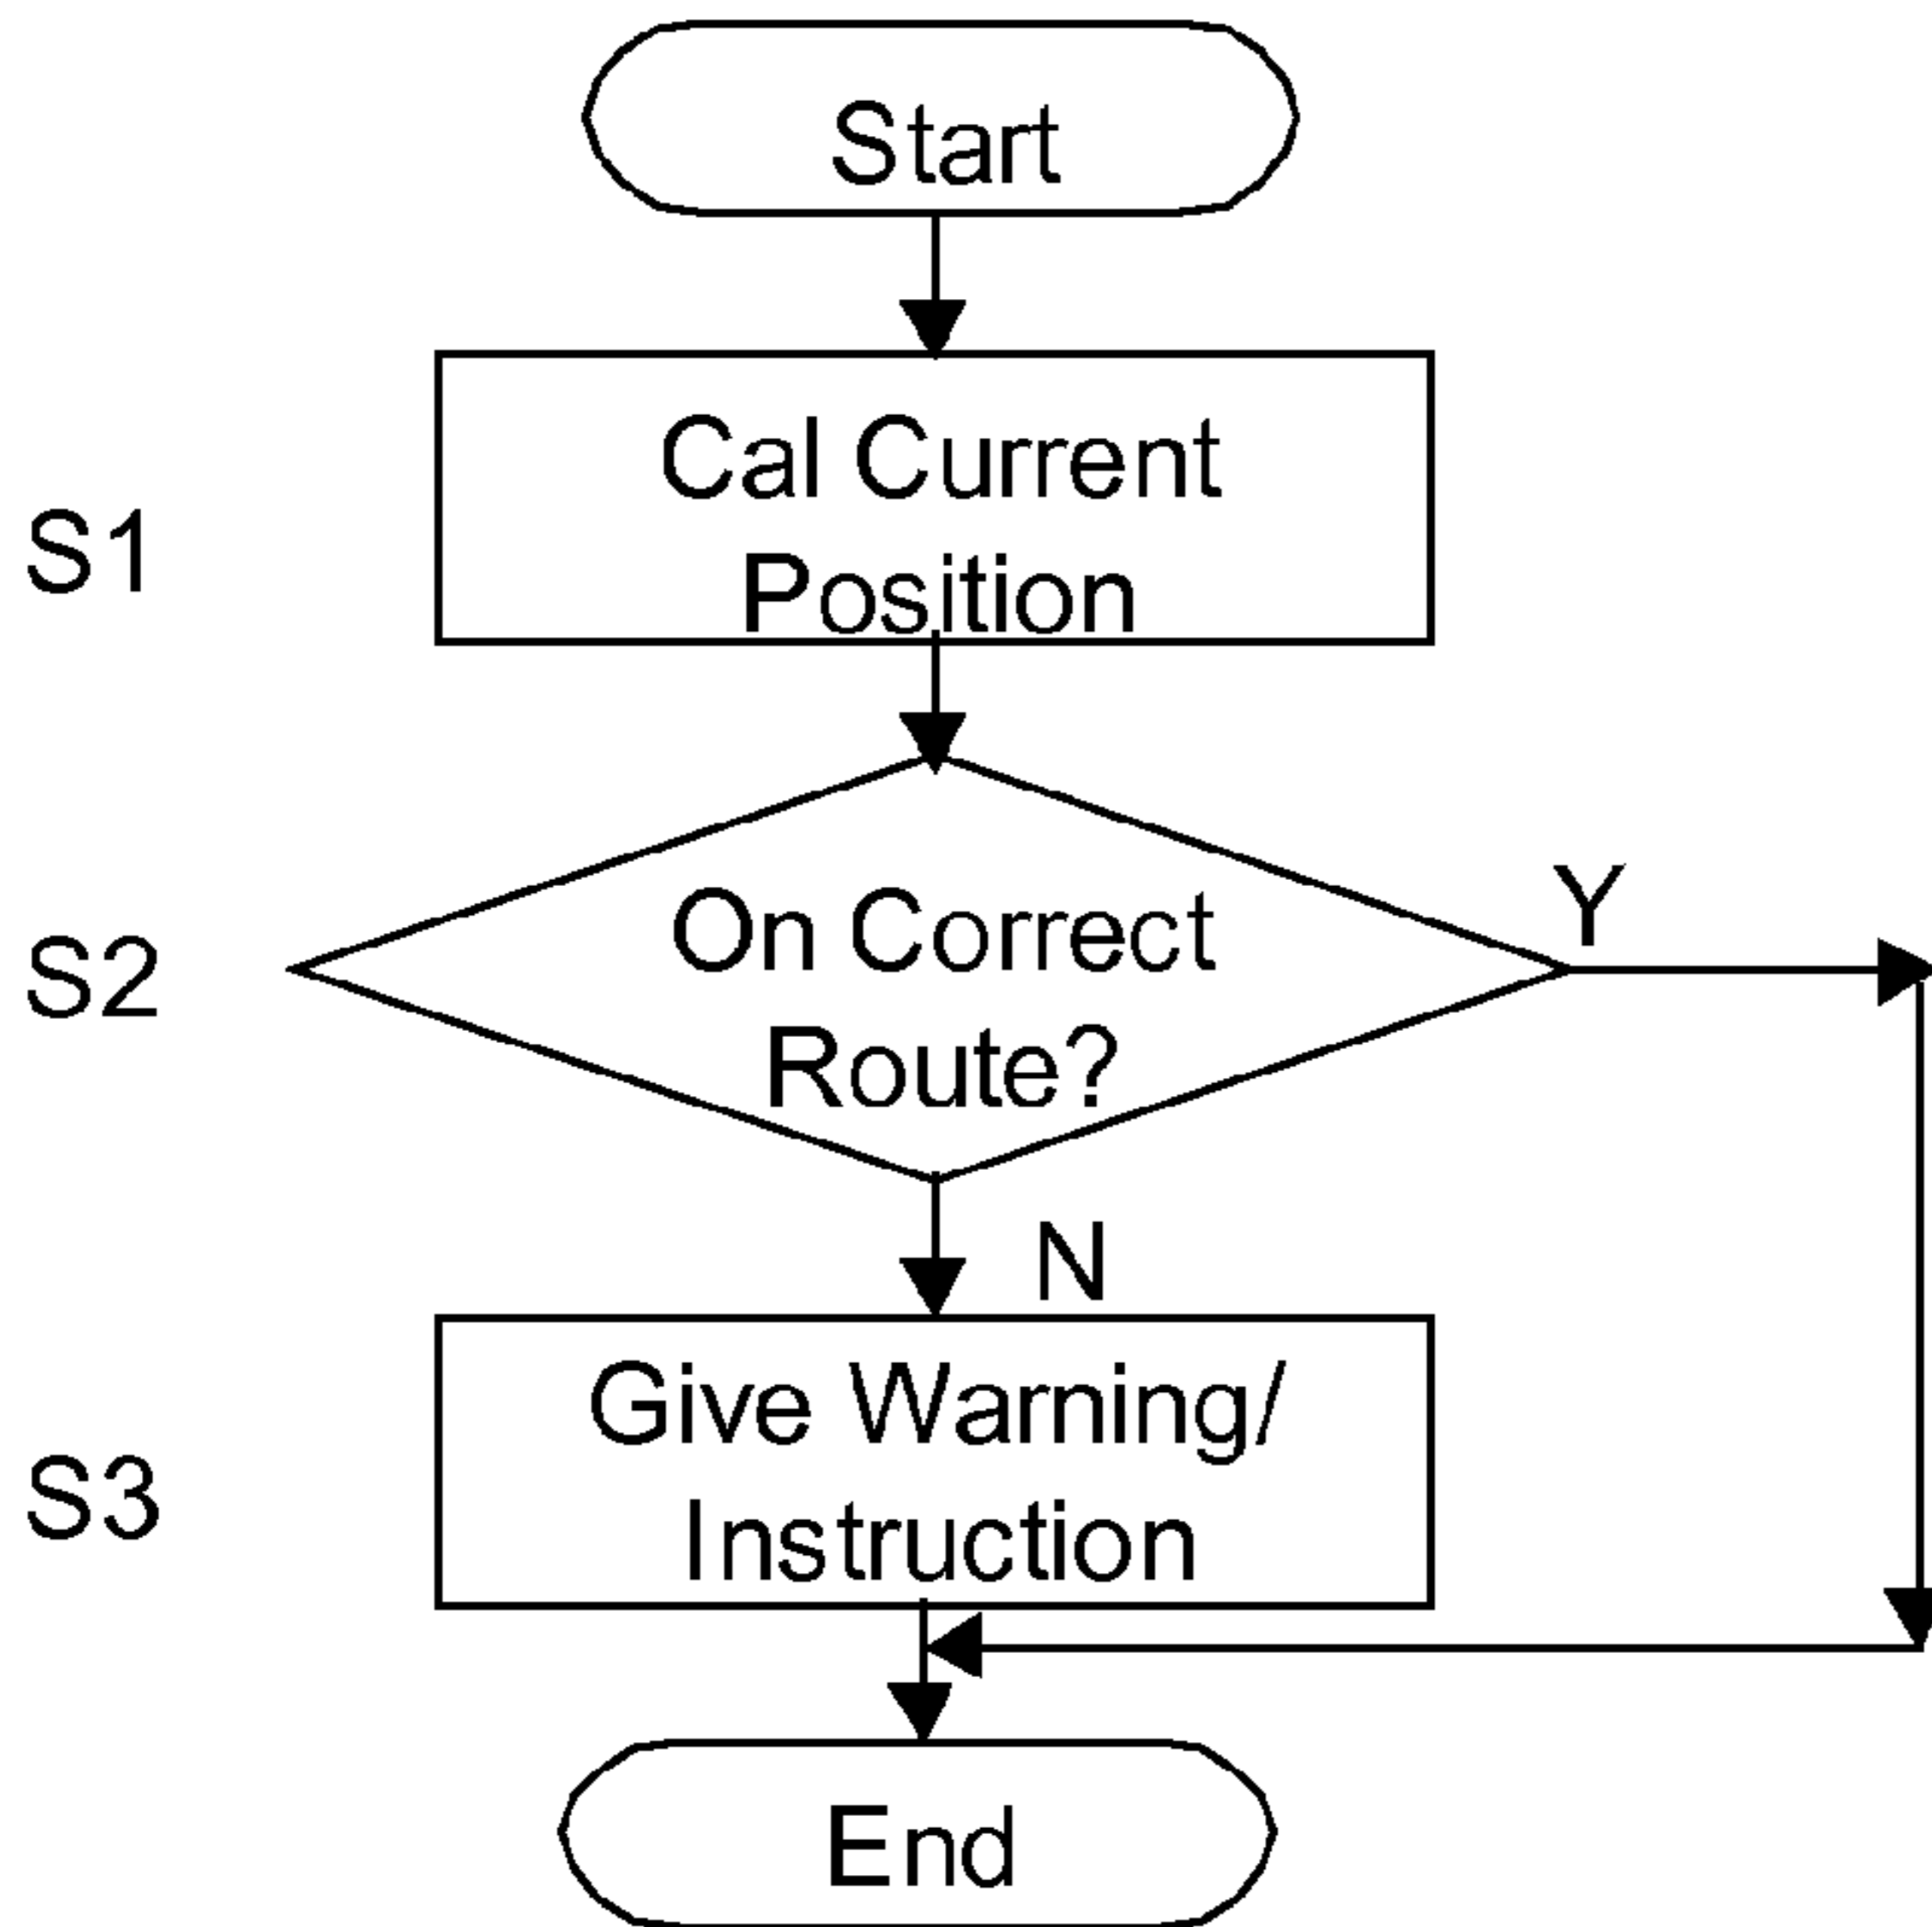 Start
Cal Current
Position
S1
On Correct
Route?
Y
S2
N
Give Warning/
Instruction
S3
End